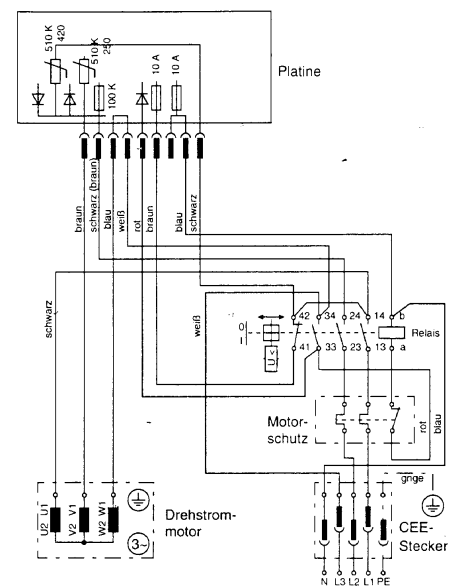 510 K
420
510 K
250
100 K
10 A
10 A
Platine
braun
schwarz (braun)
blau
weiß
rot
braun
blau
schwarz
schwarz
weiß
0
I
U <
42 34 24 14 b
41 33 23 13 a
Relais
Motor-
schutz
rot
blau
gnge
U2 U1
V2 V1
W2 W1
3~
Drehstrom-
motor
CEE-
Stecker
N L3 L2 L1 PE